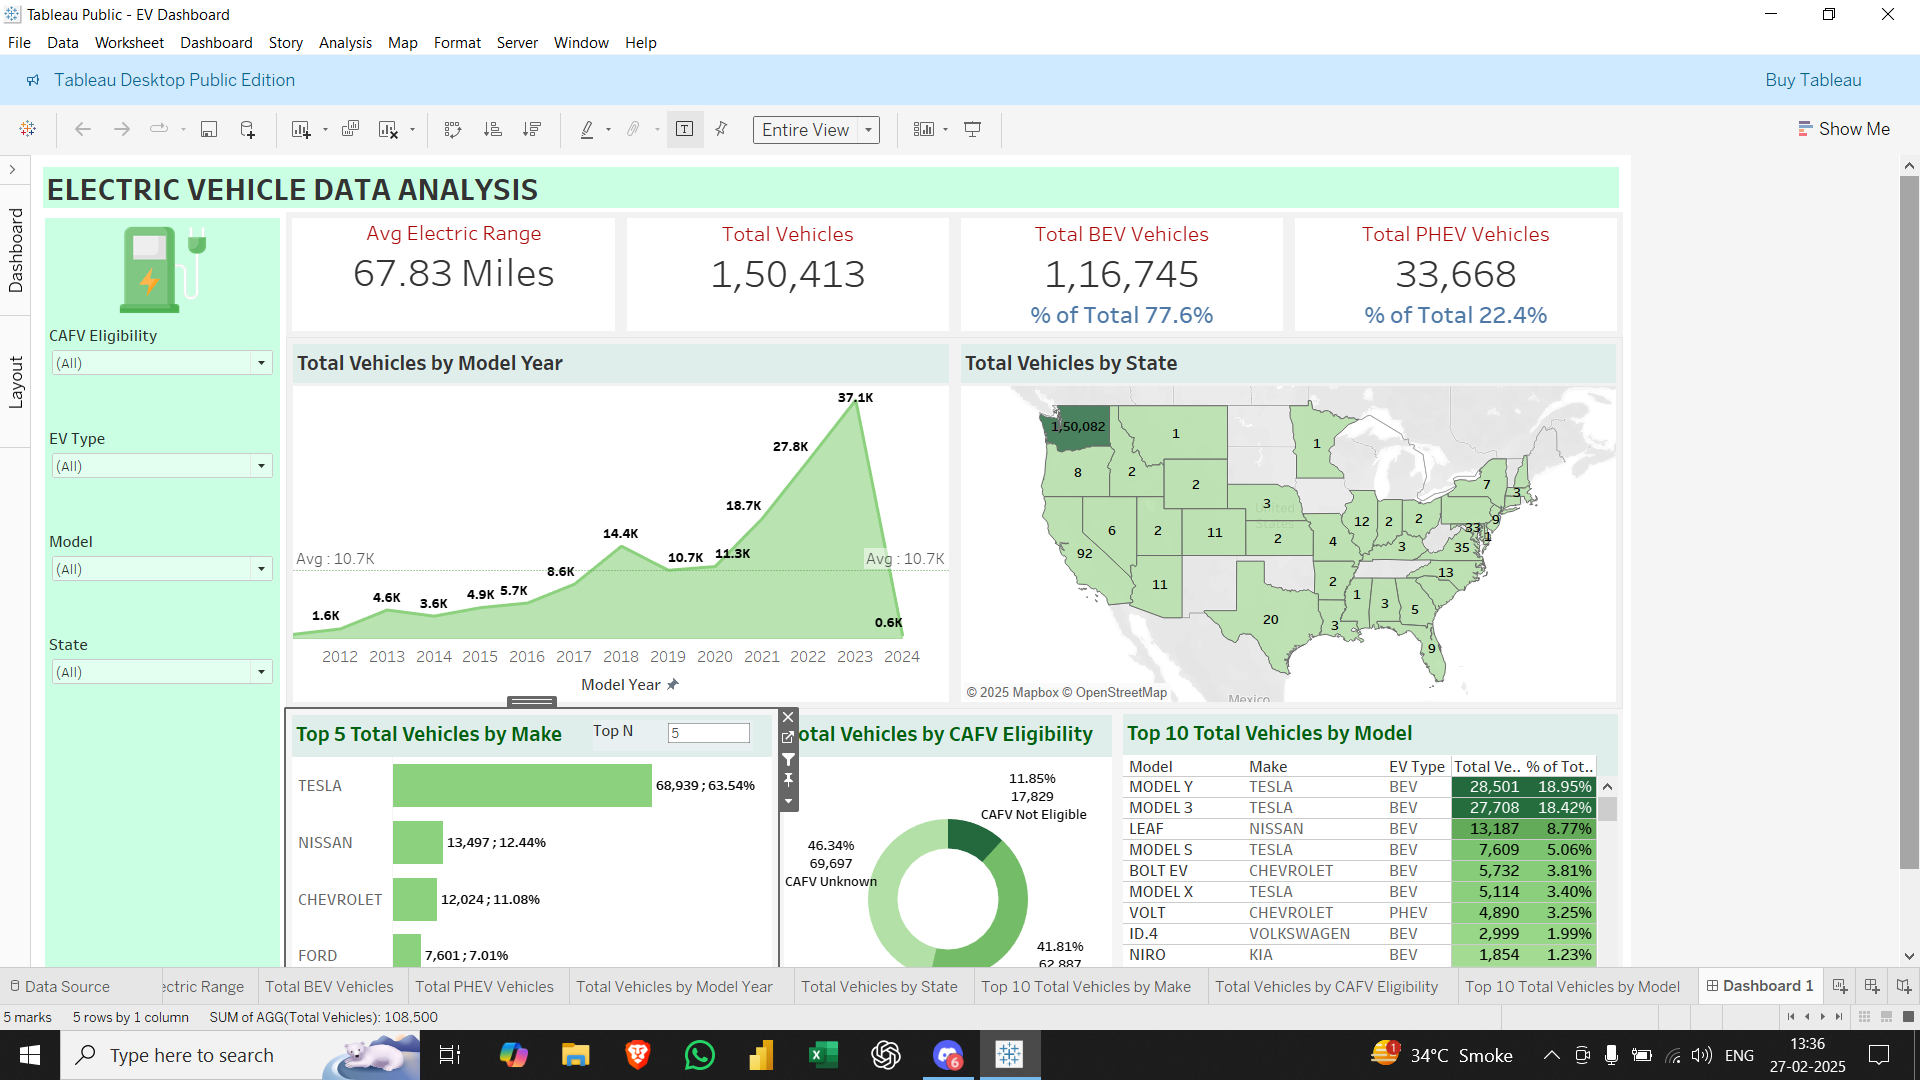 Tableau Public - EV Dashboard
File Data Worksheet Dashboard Story Analysis Map Format Server Window Help
Tableau Desktop Public Edition
Buy Tableau
Entire View
Show Me
Dashboard
Layout
ELECTRIC VEHICLE DATA ANALYSIS
CAFV Eligibility
(All)
EV Type
(All)
Model
(All)
State
(All)
Avg Electric Range
67.83 Miles
Total Vehicles
1,50,413
Total BEV Vehicles
1,16,745
% of Total 77.6%
Total PHEV Vehicles
33,668
% of Total 22.4%
Total Vehicles by Model Year
37.1K
27.8K
18.7K
14.4K
10.7K
11.3K
Avg : 10.7K
Avg : 10.7K
8.6K
4.9K
5.7K
4.6K
3.6K
1.6K
0.6K
2012 2013 2014 2015 2016 2017 2018 2019 2020 2021 2022 2023 2024
Model Year
Total Vehicles by State
1,50,082
1
1
8
2
2
3
7
3
6
2
11
2
12
2
2
9
33
1
4
3
35
92
11
13
2
1
3
5
20
3
9
United States
Mexico
© 2025 Mapbox © OpenStreetMap
Top 5 Total Vehicles by Make
Top N
5
TESLA 68,939 ; 63.54%
NISSAN 13,497 ; 12.44%
CHEVROLET 12,024 ; 11.08%
FORD 7,601 ; 7.01%
otal Vehicles by CAFV Eligibility
11.85%
17,829
CAFV Not Eligible
46.34%
69,697
CAFV Unknown
41.81%
62,887
Top 10 Total Vehicles by Model
Model Make EV Type Total Ve.. % of Tot..
MODEL Y TESLA BEV 28,501 18.95%
MODEL 3 TESLA BEV 27,708 18.42%
LEAF NISSAN BEV 13,187 8.77%
MODEL S TESLA BEV 7,609 5.06%
BOLT EV CHEVROLET BEV 5,732 3.81%
MODEL X TESLA BEV 5,114 3.40%
VOLT CHEVROLET PHEV 4,890 3.25%
ID.4 VOLKSWAGEN BEV 2,999 1.99%
NIRO KIA BEV 1,854 1.23%
Data Source
ectric Range
Total BEV Vehicles
Total PHEV Vehicles
Total Vehicles by Model Year
Total Vehicles by State
Top 10 Total Vehicles by Make
Total Vehicles by CAFV Eligibility
Top 10 Total Vehicles by Model
Dashboard 1
5 marks 5 rows by 1 column SUM of AGG(Total Vehicles): 108,500
Type here to search
6
1
34°C Smoke
ENG
13:36
27-02-2025